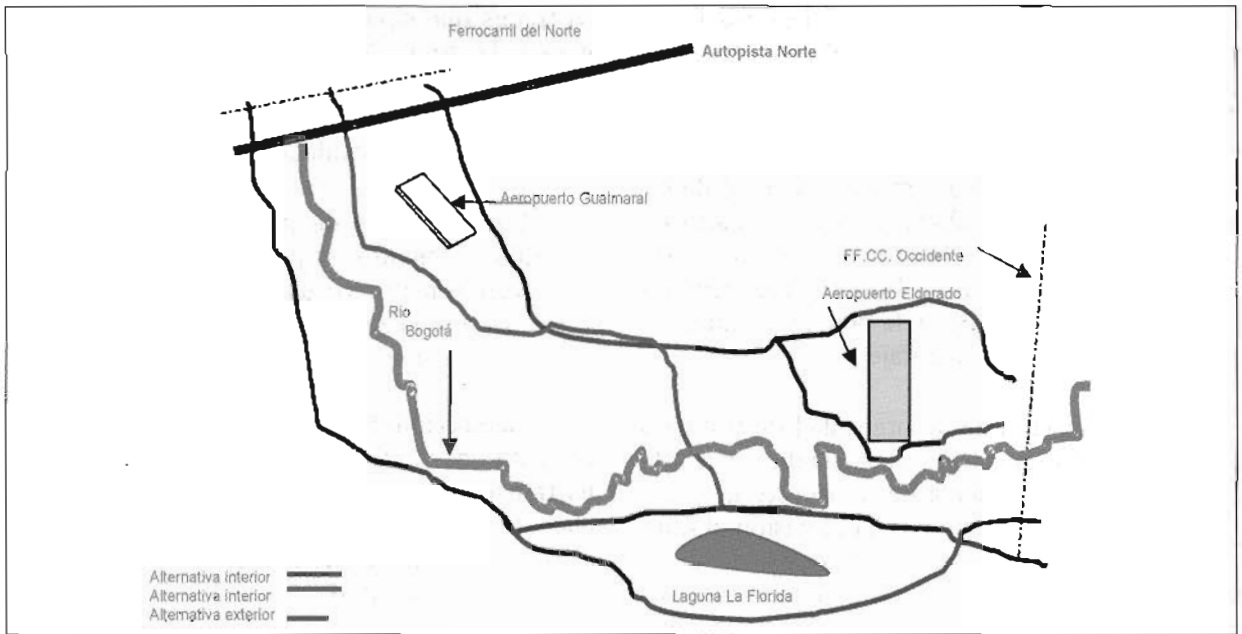 Ferrocarril del Norte
Autopista Norte
Aeropuerto Guaimaral
FF.CC. Occidente
Aeropuerto Eldorado
Río
Bogotá
Laguna La Florida
Alternativa interior
Alternativa interior
Alternativa exterior